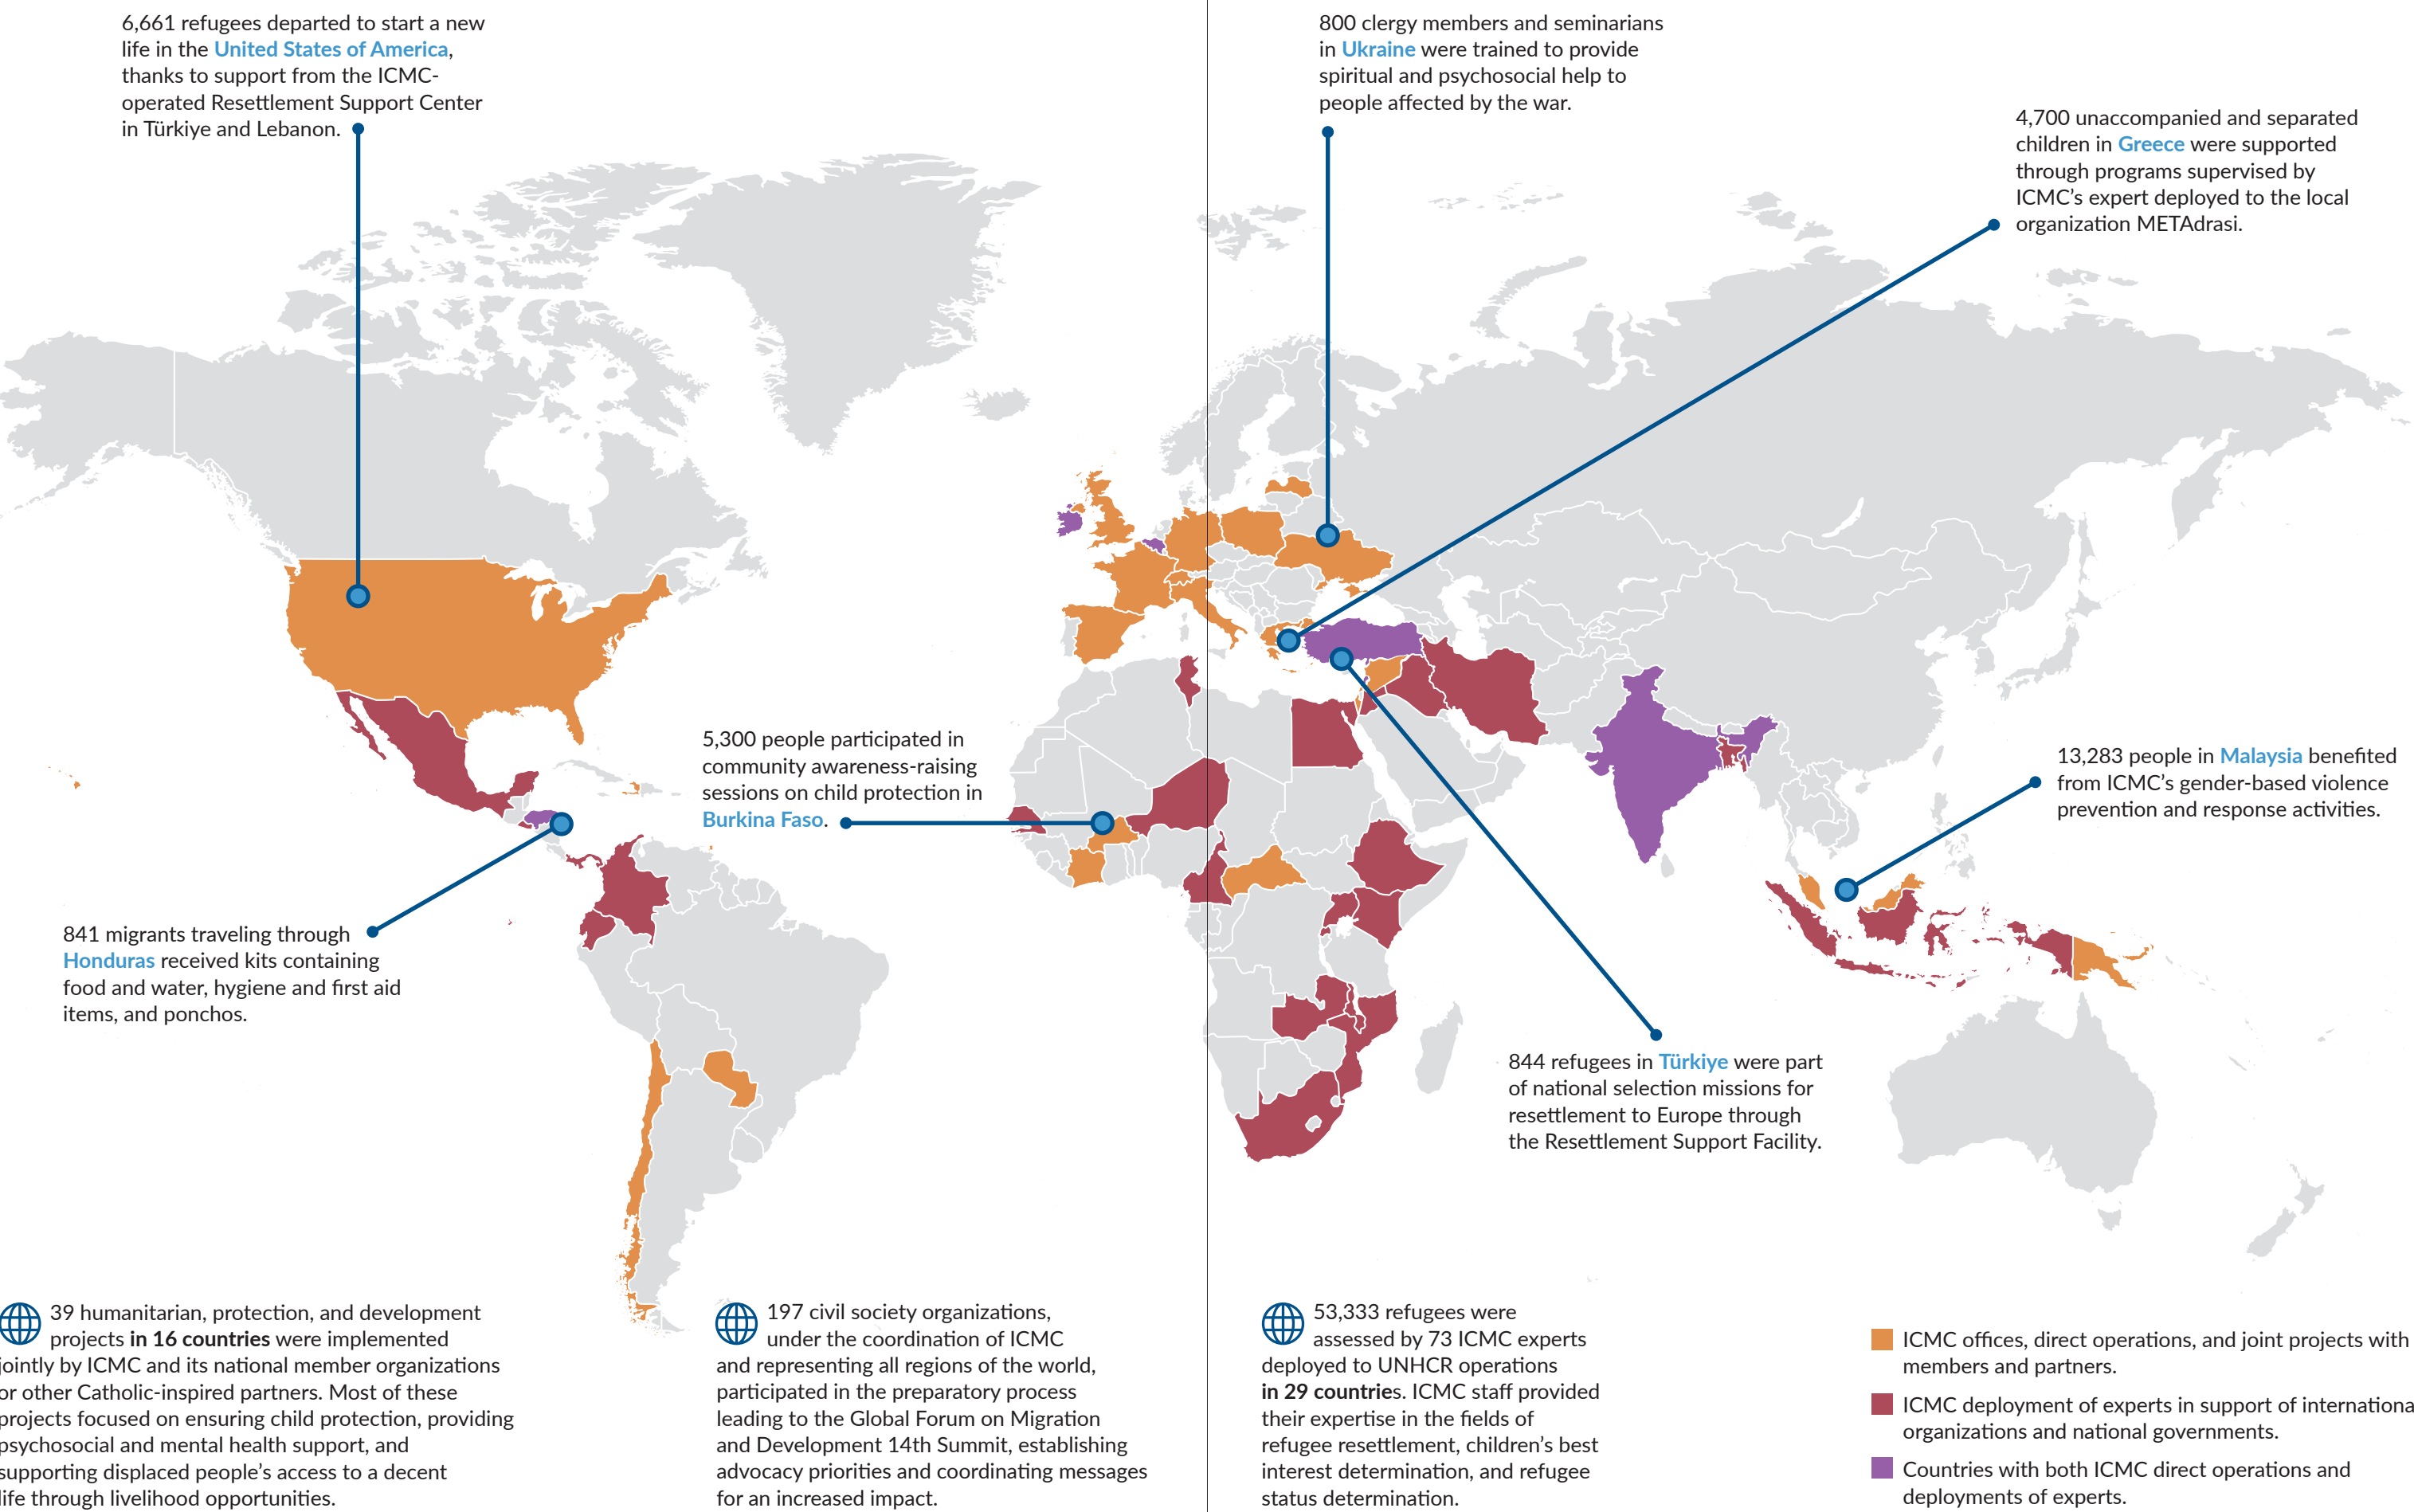 6,661 refugees departed to start a new
life in the United States of America,
thanks to support from the ICMC-
operated Resettlement Support Center
in Türkiye and Lebanon.
800 clergy members and seminarians
in Ukraine were trained to provide
spiritual and psychosocial help to
people affected by the war.
4,700 unaccompanied and separated
children in Greece were supported
through programs supervised by
ICMC’s expert deployed to the local
organization METAdrasi.
5,300 people participated in
community awareness-raising
sessions on child protection in
Burkina Faso.
13,283 people in Malaysia benefited
from ICMC’s gender-based violence
prevention and response activities.
841 migrants traveling through
Honduras received kits containing
food and water, hygiene and first aid
items, and ponchos.
844 refugees in Türkiye were part
of national selection missions for
resettlement to Europe through
the Resettlement Support Facility.
39 humanitarian, protection, and development
projects in 16 countries were implemented
jointly by ICMC and its national member organizations
or other Catholic-inspired partners. Most of these
projects focused on ensuring child protection, providing
psychosocial and mental health support, and
supporting displaced people’s access to a decent
life through livelihood opportunities.
197 civil society organizations,
under the coordination of ICMC
and representing all regions of the world,
participated in the preparatory process
leading to the Global Forum on Migration
and Development 14th Summit, establishing
advocacy priorities and coordinating messages
for an increased impact.
53,333 refugees were
assessed by 73 ICMC experts
deployed to UNHCR operations
in 29 countries. ICMC staff provided
their expertise in the fields of
refugee resettlement, children’s best
interest determination, and refugee
status determination.
ICMC offices, direct operations, and joint projects with
members and partners.
ICMC deployment of experts in support of internationa
organizations and national governments.
Countries with both ICMC direct operations and
deployments of experts.